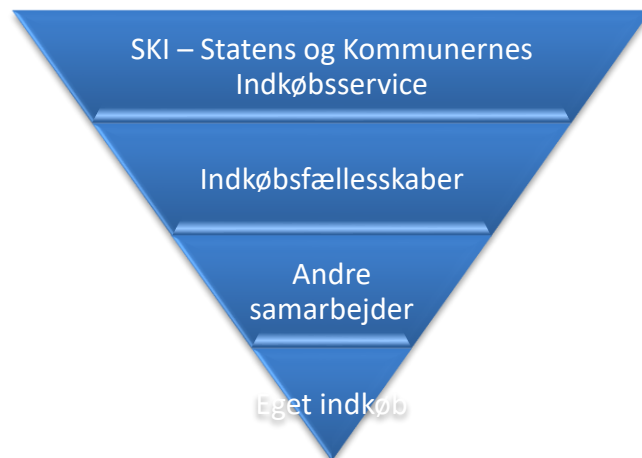 SKI – Statens og Kommunernes
Indkøbsservice
Indkøbsfællesskaber
Andre
samarbejder
Eget indkøb